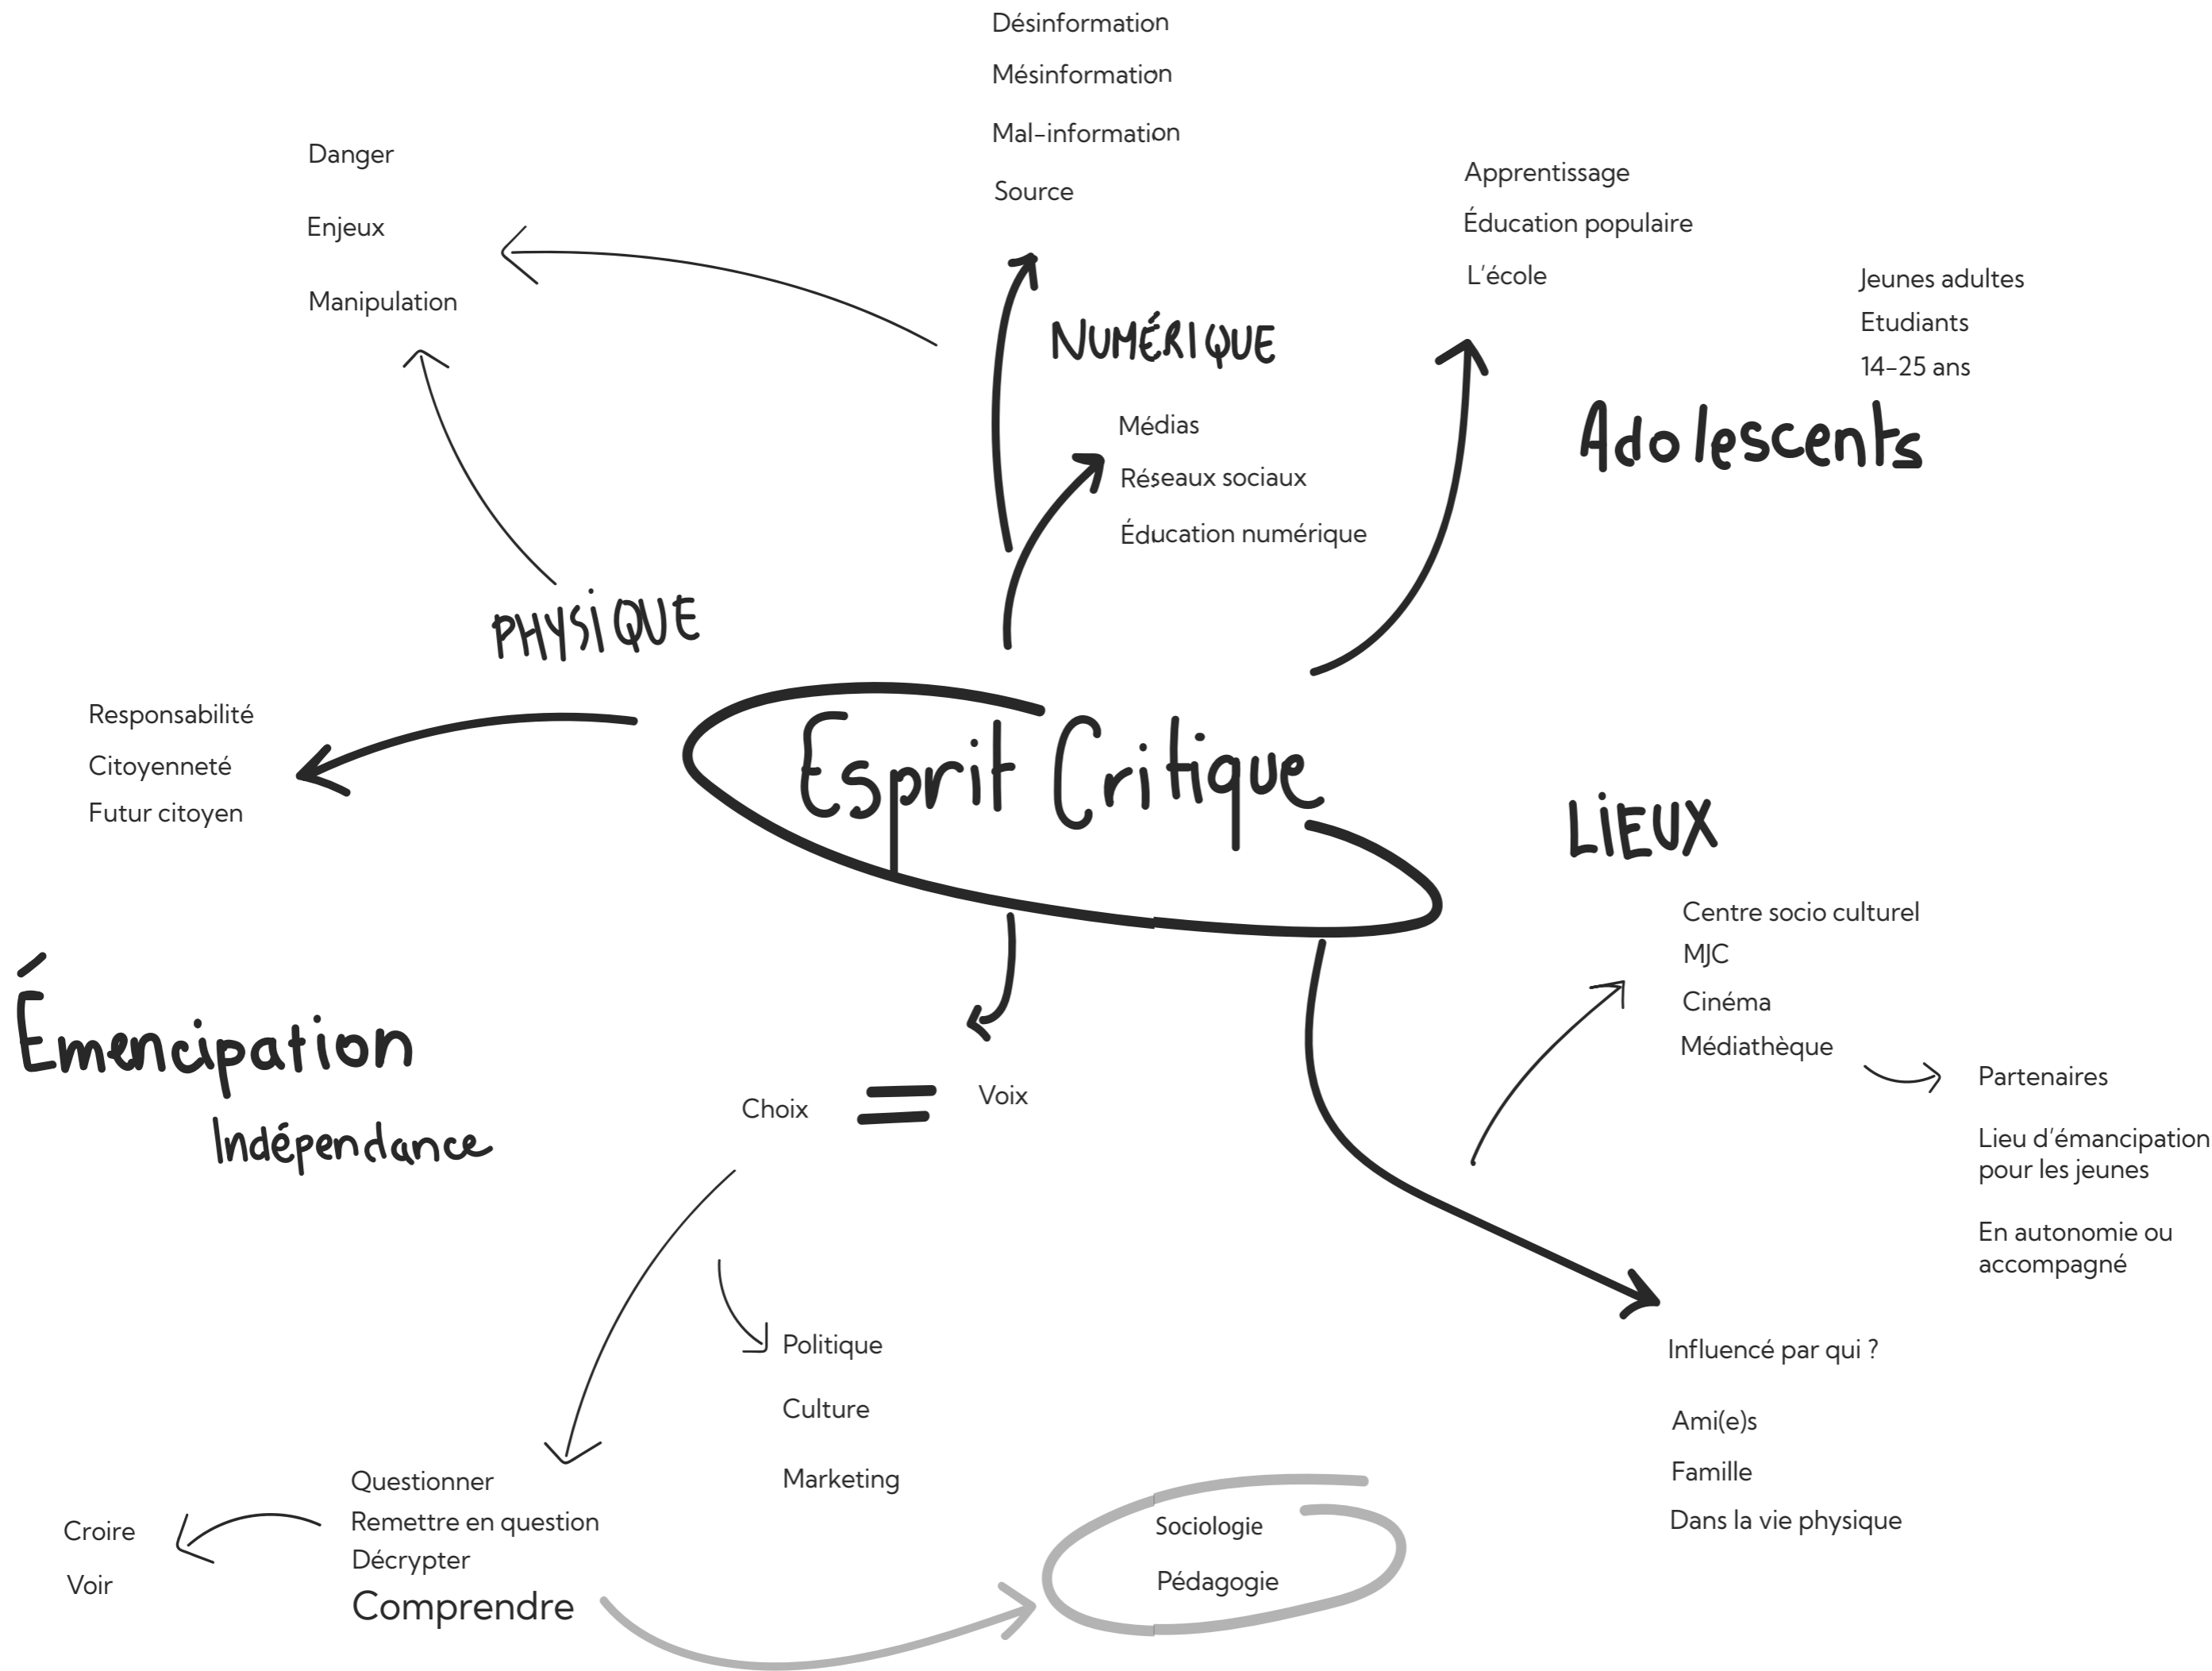 Désinformation
Mésinformation
Mal-information
Source
Danger
Enjeux
Manipulation
Apprentissage
Éducation populaire
L'école
Jeunes adultes
Etudiants
14-25 ans
Adolescents
NUMÉRIQUE
Médias
Réseaux sociaux
Éducation numérique
PHYSiQUE
Responsabilité
Citoyenneté
Futur citoyen
Esprit Critique
LiEUX
Centre socio culturel
MJC
Cinéma
Médiathèque
Partenaires
Lieu d'émancipation
pour les jeunes
En autonomie ou
accompagné
Émencipation
Indépendance
Choix = Voix
Politique
Culture
Marketing
Influencé par qui ?
Ami(e)s
Famille
Dans la vie physique
Questionner
Remettre en question
Décrypter
Comprendre
Croire
Voir
Sociologie
Pédagogie